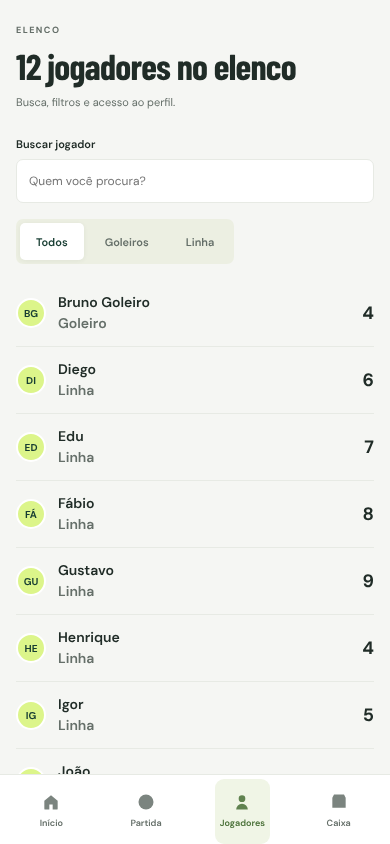 ELENCO
12 jogadores no elenco
Busca, filtros e acesso ao perfil.
Buscar jogador
Quem você procura?
Todos Goleiros Linha
BG Bruno Goleiro 4
Goleiro
DI Diego 6
Linha
ED Edu 7
Linha
FÁ Fábio 8
Linha
GU Gustavo 9
Linha
HE Henrique 4
Linha
IG Igor 5
Linha
João
Início Partida Jogadores Caixa